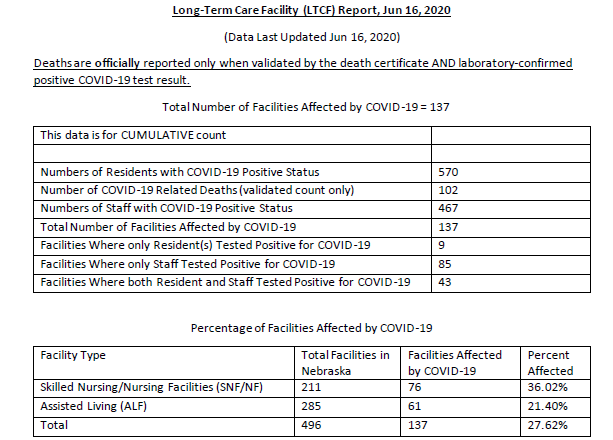 Long-Term Care Facility (LTCF) Report, Jun 16, 2020
(Data Last Updated Jun 16, 2020)
Deaths are officially reported only when validated by the death certificate AND laboratory-confirmed
positive COVID-19 test result.
Total Number of Facilities Affected by COVID-19 = 137
This data is for CUMULATIVE count
Numbers of Residents with COVID-19 Positive Status 570
Number of COVID-19 Related Deaths (validated count only) 102
Numbers of Staff with COVID-19 Positive Status 467
Total Number of Facilities Affected by COVID-19 137
Facilities Where only Resident(s) Tested Positive for COVID-19 9
Facilities Where only Staff Tested Positive for COVID-19 85
Facilities Where both Resident and Staff Tested Positive for COVID-19 43
Percentage of Facilities Affected by COVID-19
Facility Type Total Facilities in Facilities Affected Percent
Nebraska by COVID-19 Affected
Skilled Nursing/Nursing Facilities (SNF/NF) 211 76 36.02%
Assisted Living (ALF) 285 61 21.40%
Total 496 137 27.62%